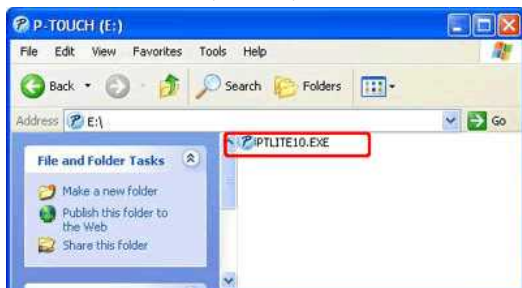 P-TOUCH (E:)
File Edit View Favorites Tools Help
Back Search Folders
Address E:\ Go
File and Folder Tasks
Make a new folder
Publish this folder to
the Web
Share this folder
PTLITE10.EXE